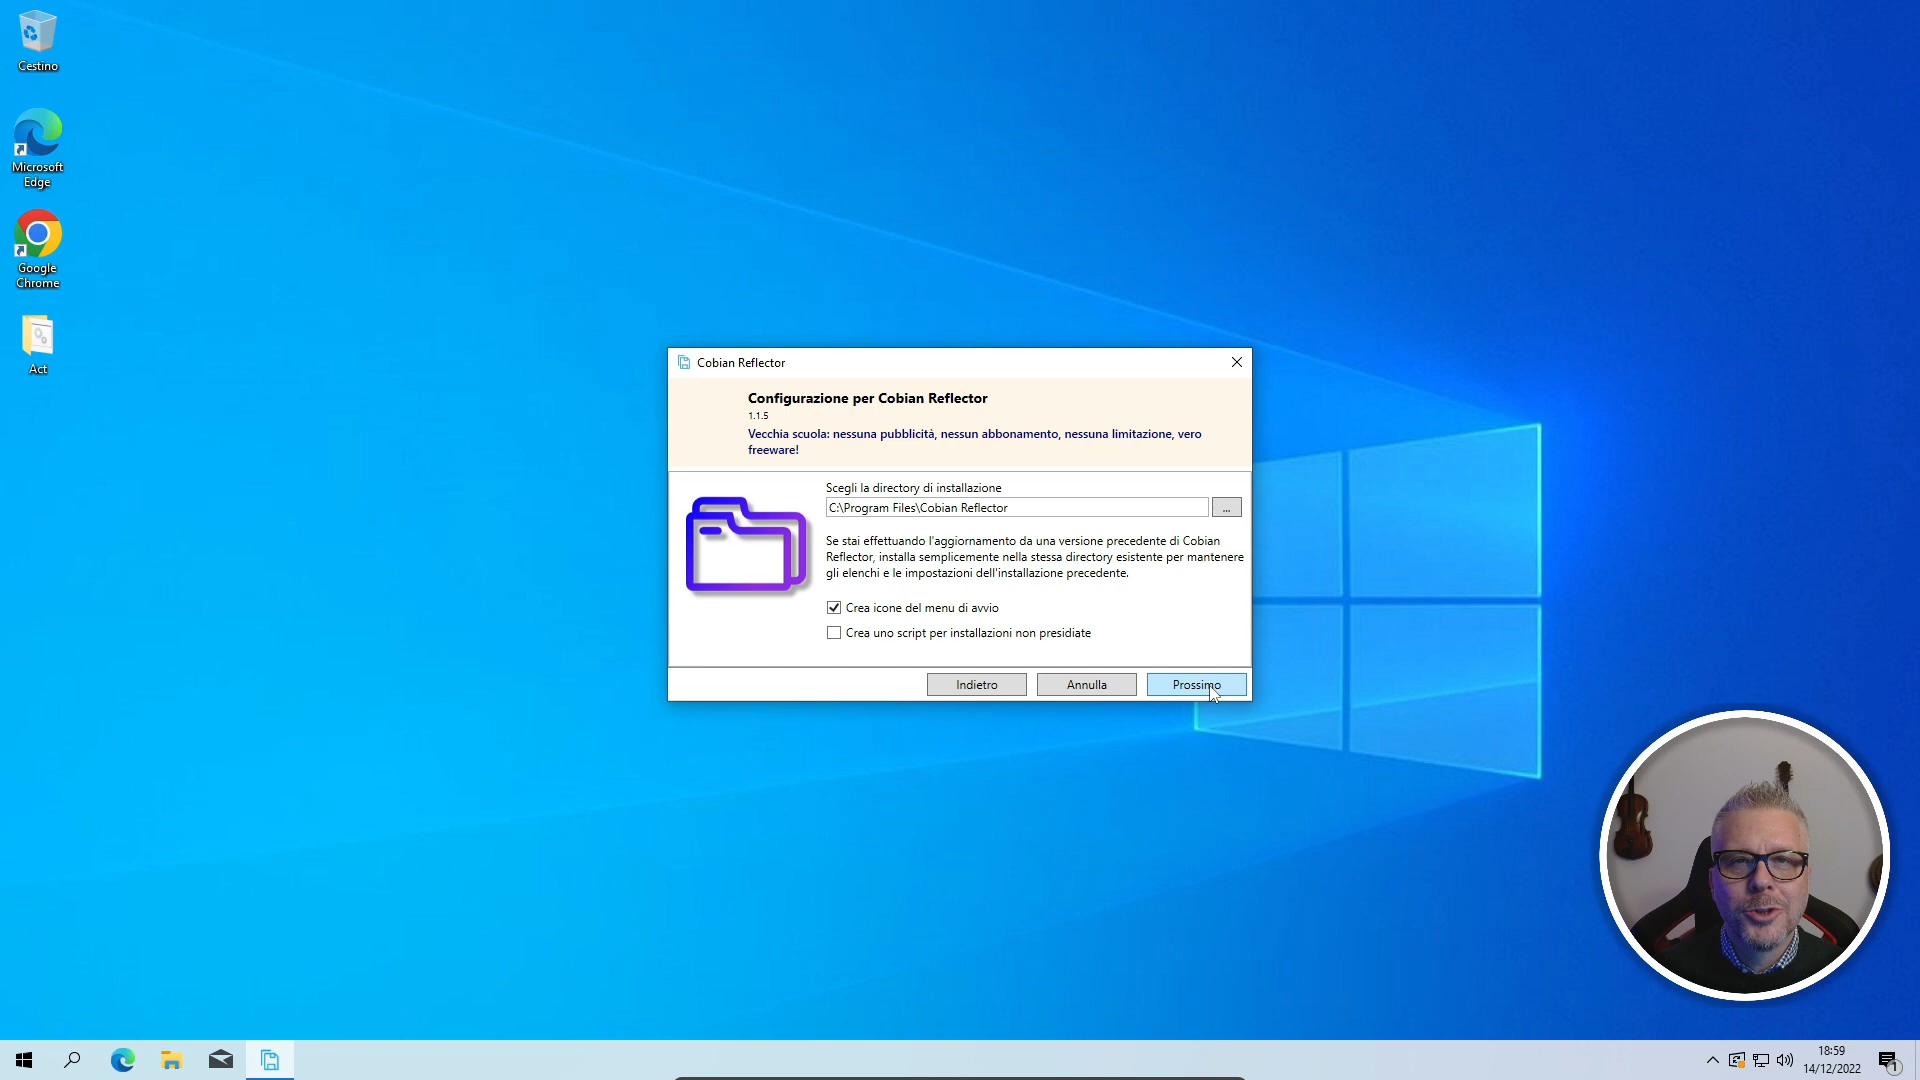 Cestino
Microsoft
Edge
Google
Chrome
Act
Cobian Reflector
Configurazione per Cobian Reflector
1.1.5
Vecchia scuola: nessuna pubblicità, nessun abbonamento, nessuna limitazione, vero
freeware!
Scegli la directory di installazione
C:\Program Files\Cobian Reflector
...
Se stai effettuando l'aggiornamento da una versione precedente di Cobian
Reflector, installa semplicemente nella stessa directory esistente per mantenere
gli elenchi e le impostazioni dell'installazione precedente.
Crea icone del menu di avvio
Crea uno script per installazioni non presidiate
Indietro
Annulla
Prossimo
18:59
14/12/2022
1